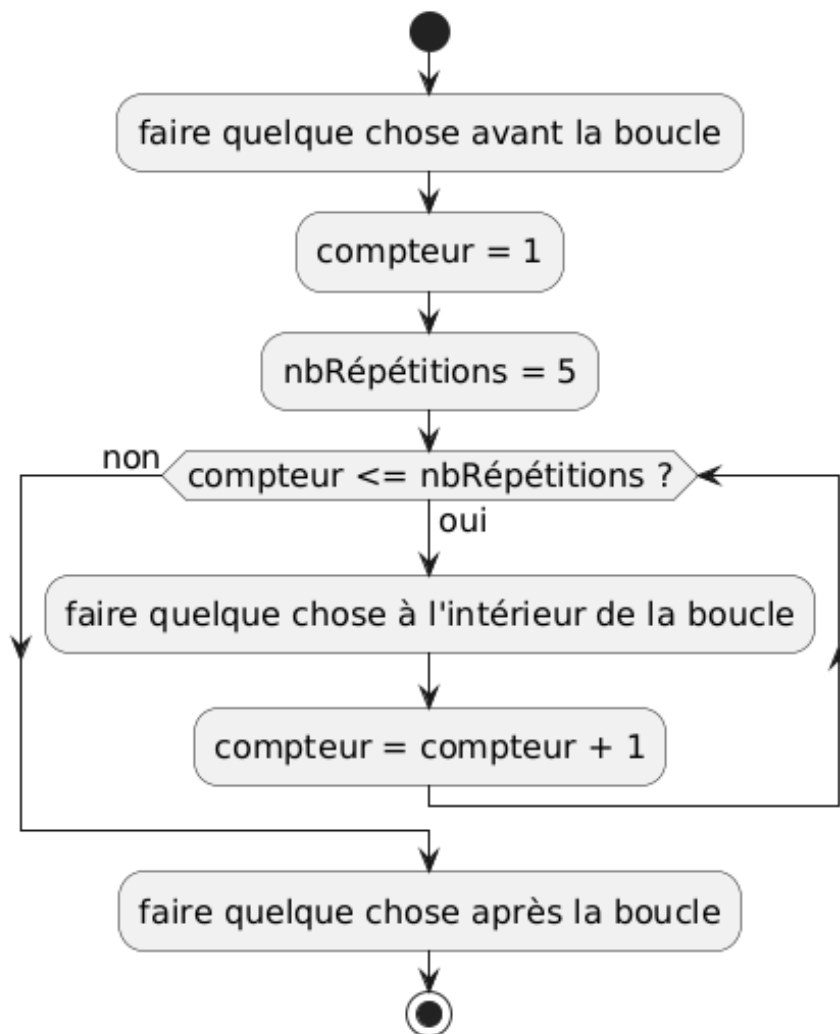 faire quelque chose avant la boucle
compteur = 1
nbRépétitions = 5
non
compteur <= nbRépétitions ?
oui
faire quelque chose à l'intérieur de la boucle
compteur = compteur + 1
faire quelque chose après la boucle